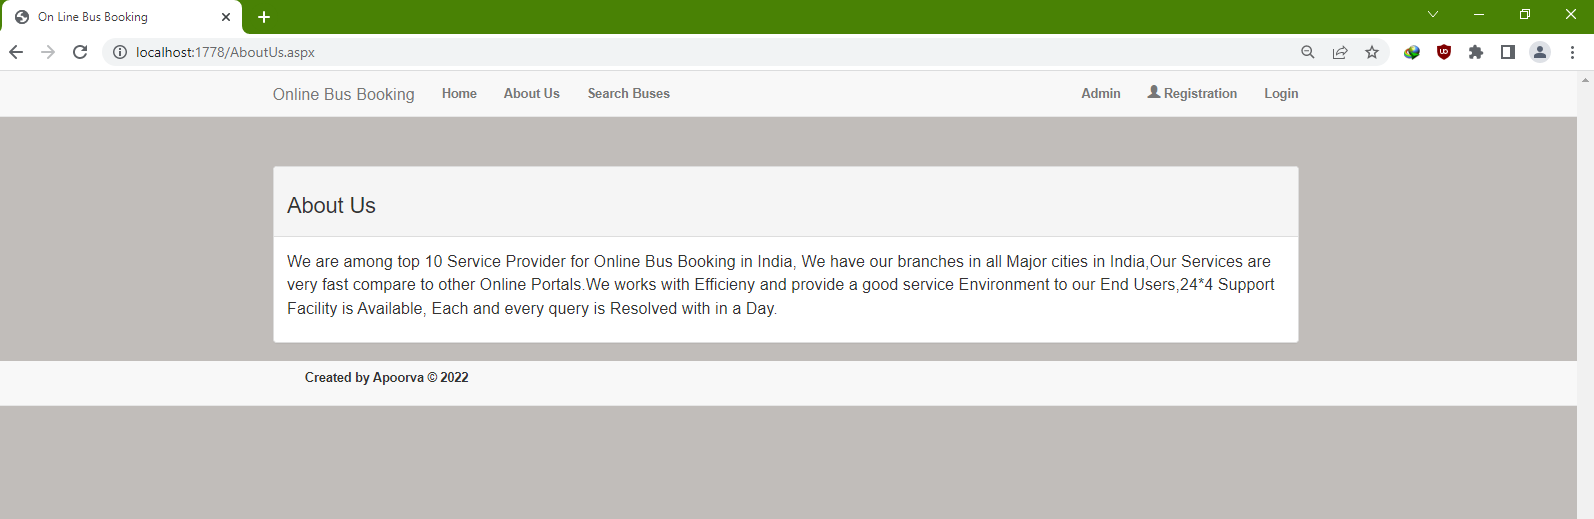 On Line Bus Booking
localhost:1778/AboutUs.aspx
Online Bus Booking Home About Us Search Buses Admin Registration Login
About Us
We are among top 10 Service Provider for Online Bus Booking in India, We have our branches in all Major cities in India,Our Services are
very fast compare to other Online Portals.We works with Efficieny and provide a good service Environment to our End Users,24*4 Support
Facility is Available, Each and every query is Resolved with in a Day.
Created by Apoorva © 2022